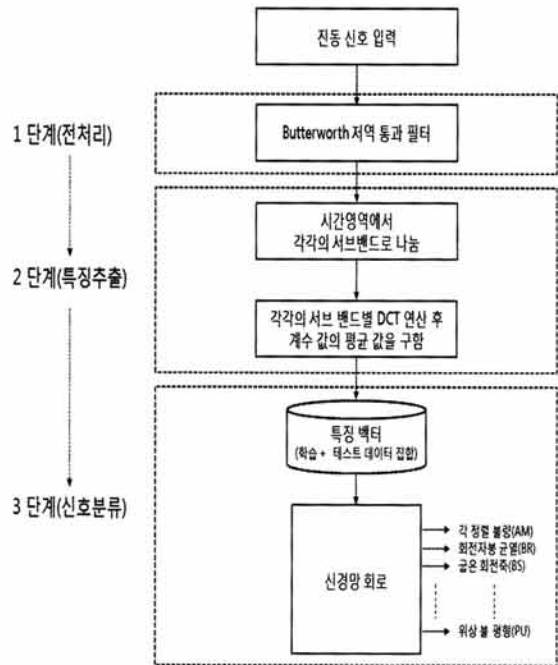 진동 신호 입력
1 단계(전처리)
Butterworth 저역 통과 필터
시간영역에서
각각의 서브밴드로 나눔
2 단계(특징추출)
각각의 서브 밴드별 DCT 연산 후
계수 값의 평균 값을 구함
특징 벡터
(학습 + 테스트 데이터 집합)
3 단계(신호분류)
신경망 회로
각 정렬 불량(AM)
회전자봉 균열(BR)
굽은 회전축(BS)
위상 불 평형(PU)